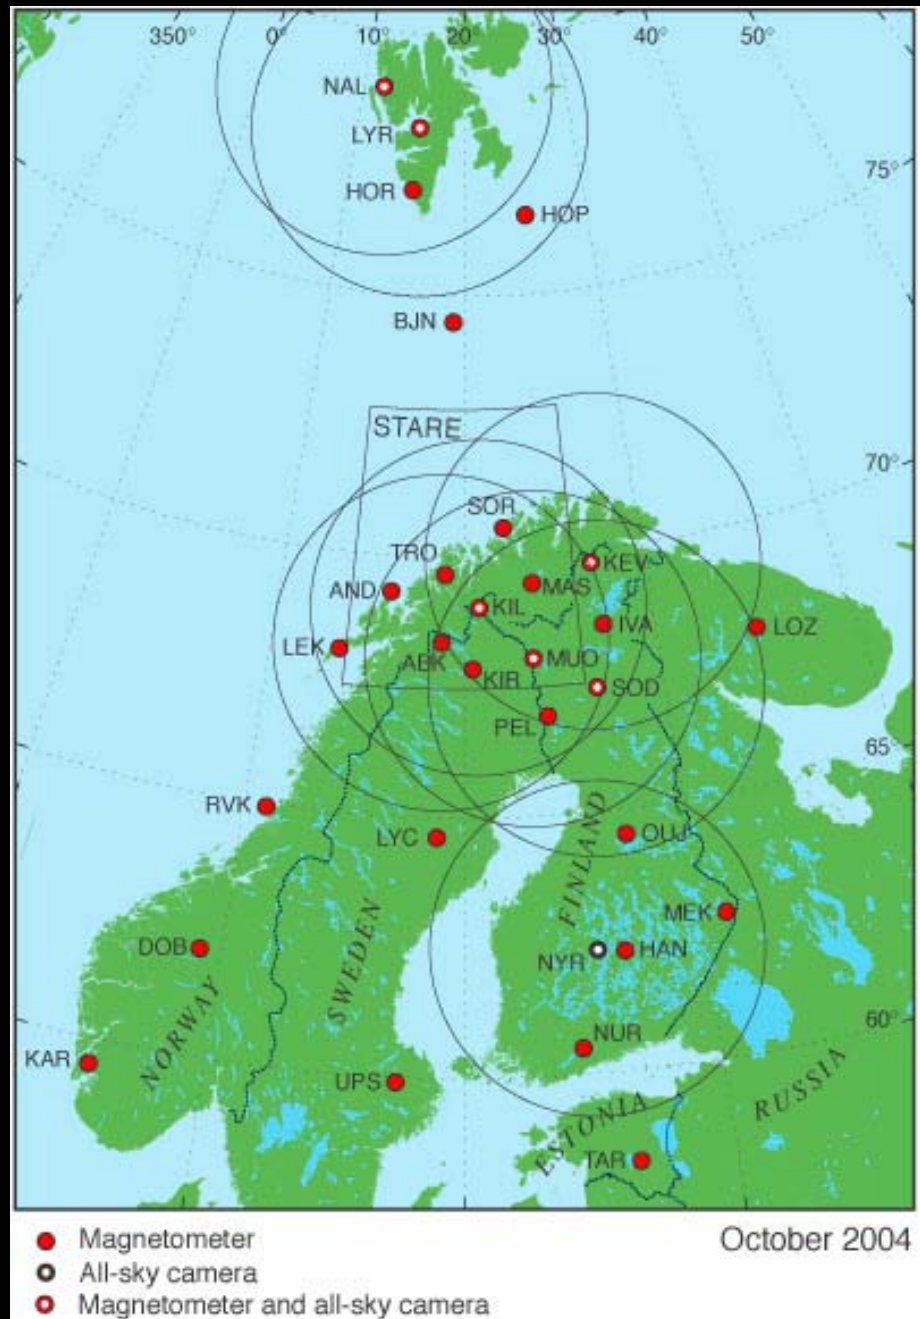 350° 0° 10° 20° 30° 40° 50°
NAL
LYR
75°
HOR
HOP
BJN
STARE
70°
SOR
TRO
KEV
AND
MAS
KIL
IVA
LOZ
LEK
ABK
MUO
KIR
SOD
PEL
65°
RVK
LYC
OUJ
FINLAND
MEK
DOB
SWEDEN
NYR
HAN
NORWAY
60°
NUR
KAR
UPS
RUSSIA
ESTONIA
TAR
Magnetometer
October 2004
All-sky camera
Magnetometer and all-sky camera